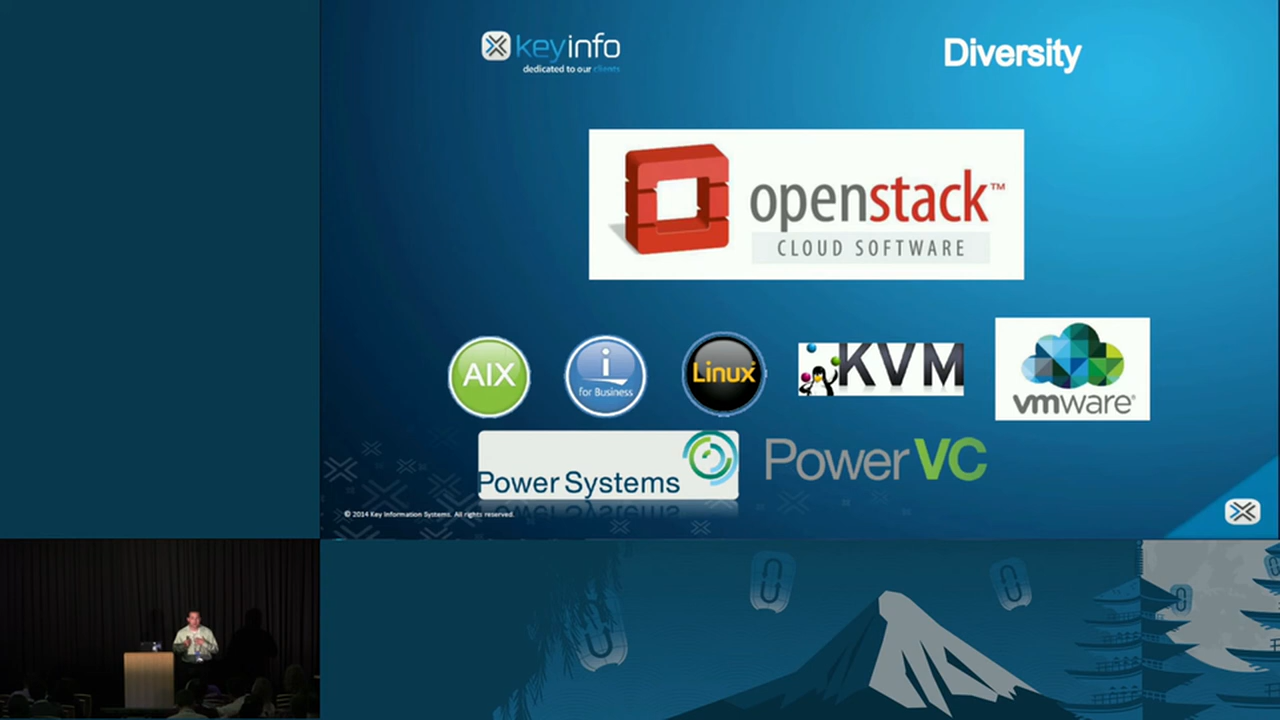 keyinfo
dedicated to our clients
Diversity
openstack™
CLOUD SOFTWARE
AIX
i
for Business
Linux
KVM
vmware®
Power Systems
PowerVC
© 2014 Key Information Systems. All rights reserved.